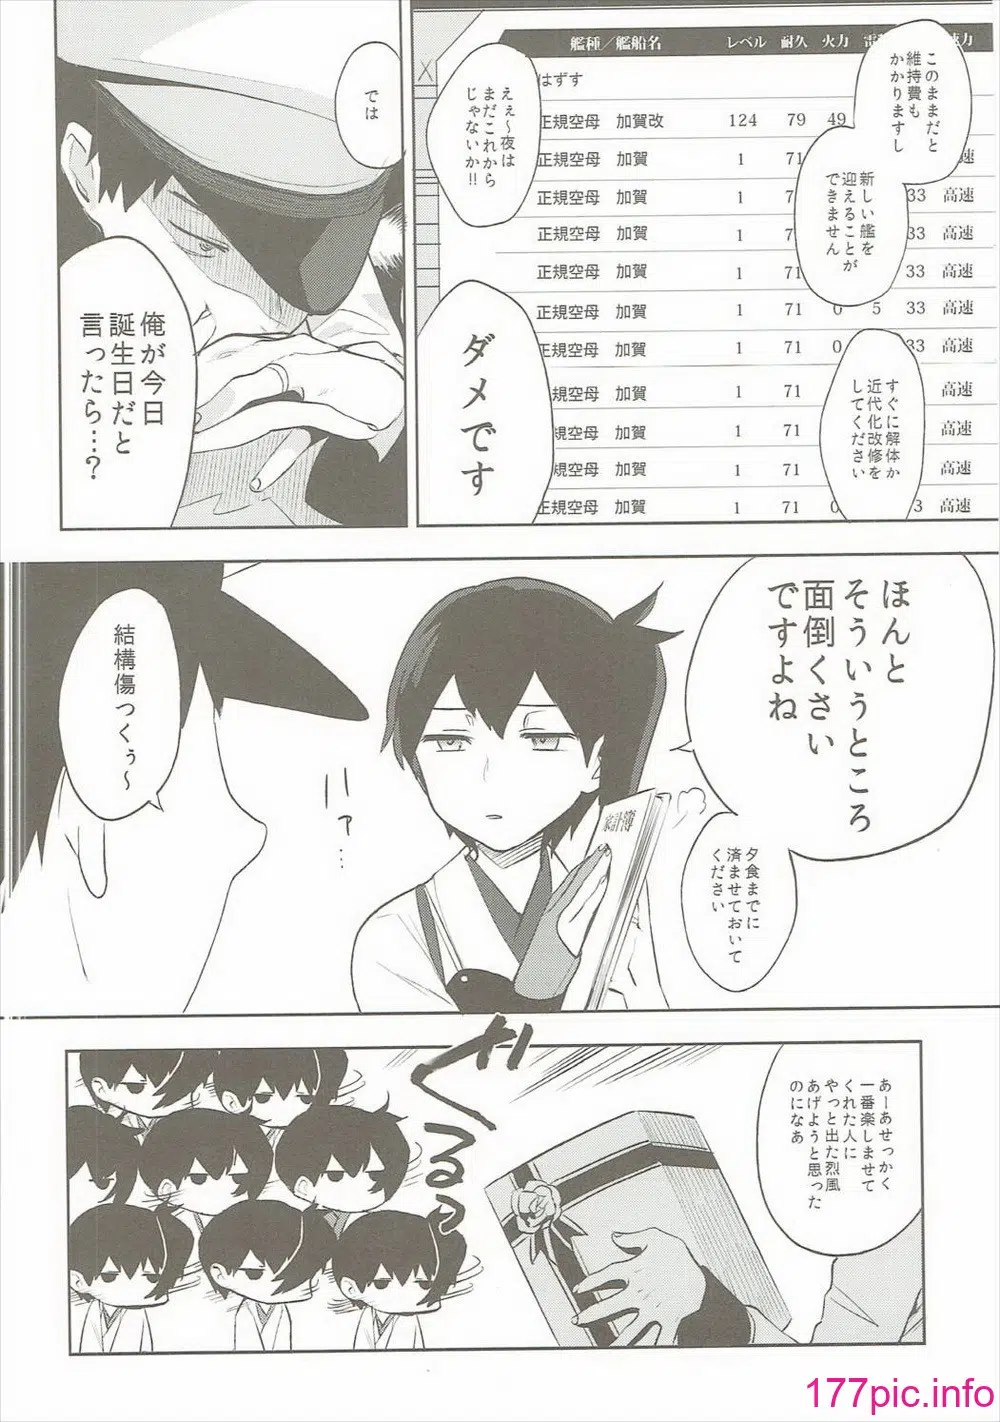 このままだと
維持費も
かかりますし
新しい艦を
迎えることが
できません
艦種／艦船名 レベル 耐久 火力
はずす
正規空母 加賀改 124 79 49
正規空母 加賀 1 71
正規空母 加賀 1 33 高速
正規空母 加賀 1 33 高速
正規空母 加賀 1 71 33 高速
正規空母 加賀 1 71 0 5 33 高速
正規空母 加賀 1 71 0 33 高速
正規空母 加賀 1 71 高速
正規空母 加賀 1 71 高速
正規空母 加賀 1 71 高速
正規空母 加賀 1 71 高速
すぐに解体か
近代化改修を
してください
えぇ〜夜は
まだこれから
じゃないか!!
ダメです
では
俺が今日
誕生日だと
言ったら…？
ほんと
そういうところ
面倒くさい
ですよね
夕食までに
済ませておいて
ください
家計簿
!?
…
結構傷つくぅ〜
あーあせっかく
一番楽しませて
くれた人に
やっと出た烈風
あげようと思った
のになあ
ぐるるっ
177pic.info